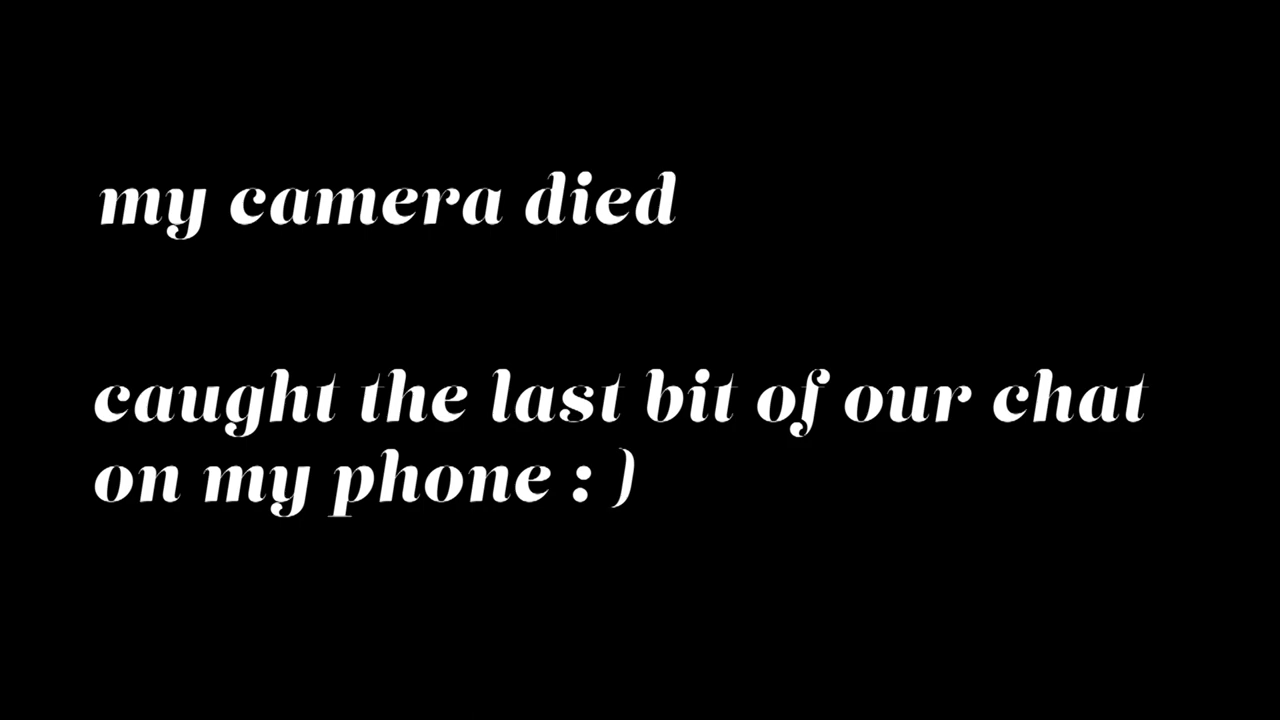 my camera died
caught the last bit of our chat
on my phone : )